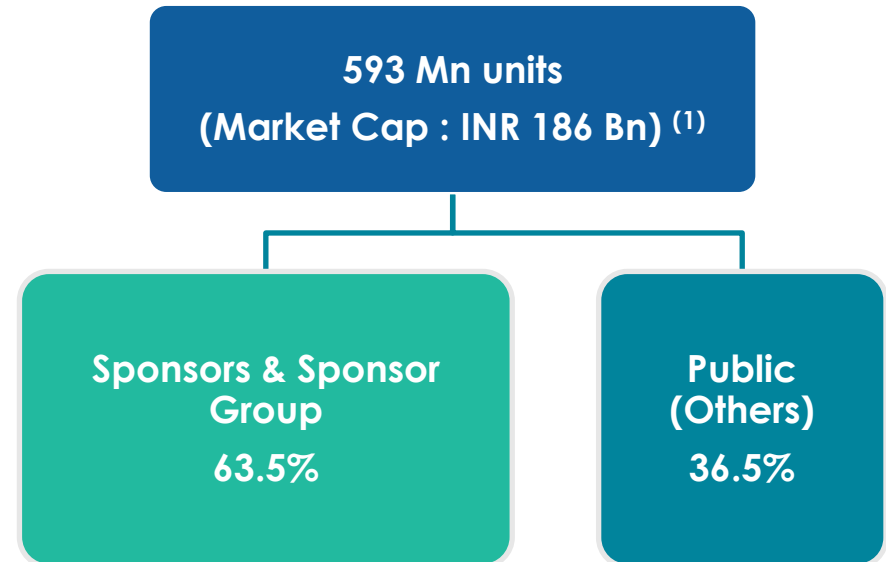 593 Mn units
(Market Cap : INR 186 Bn) (1)
Sponsors & Sponsor
Group
63.5%
Public
(Others)
36.5%